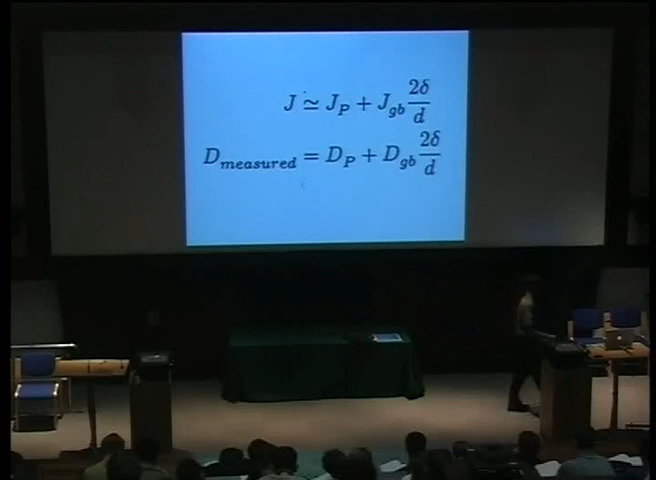 J ≃ J_P + J_gb 2δ/d
D_measured = D_P + D_gb 2δ/d